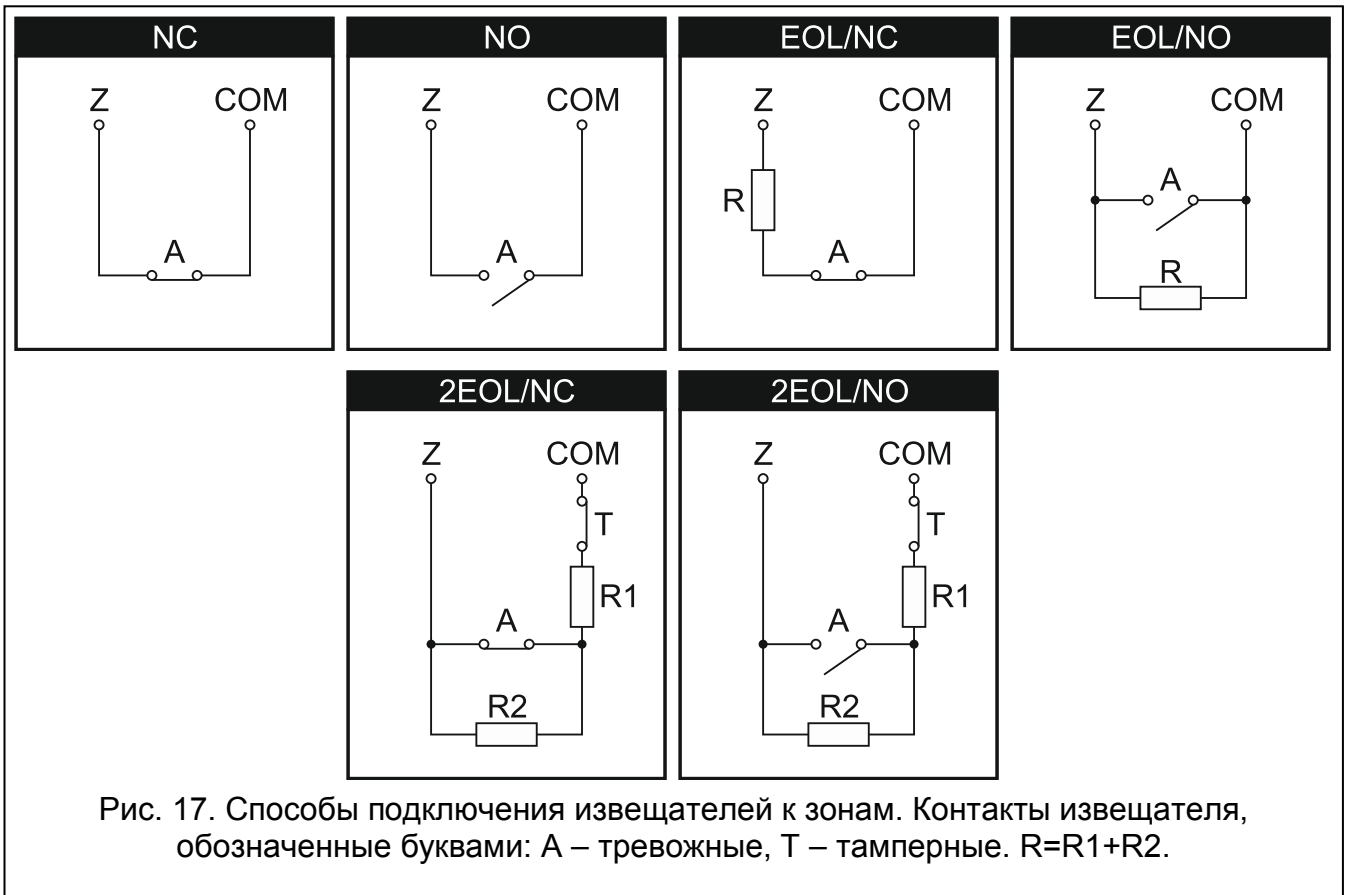 NC
NO
EOL/NC
EOL/NO
Z COM
Z COM
Z COM
Z COM
A
A
R
A
A
R
2EOL/NC
2EOL/NO
Z COM
Z COM
T
T
R1
R1
A
A
R2
R2
Рис. 17. Способы подключения извещателей к зонам. Контакты извещателя,
обозначенные буквами: А – тревожные, Т – тамперные. R=R1+R2.